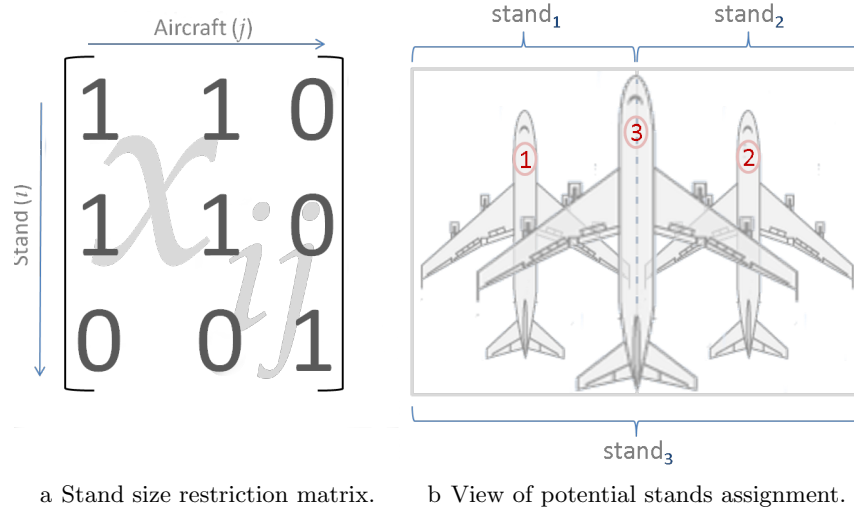 Aircraft (j)
Stand (i)
1 1 0
1 1 0
0 0 1
x ij
stand1 stand2
1 3 2
stand3
a Stand size restriction matrix. b View of potential stands assignment.